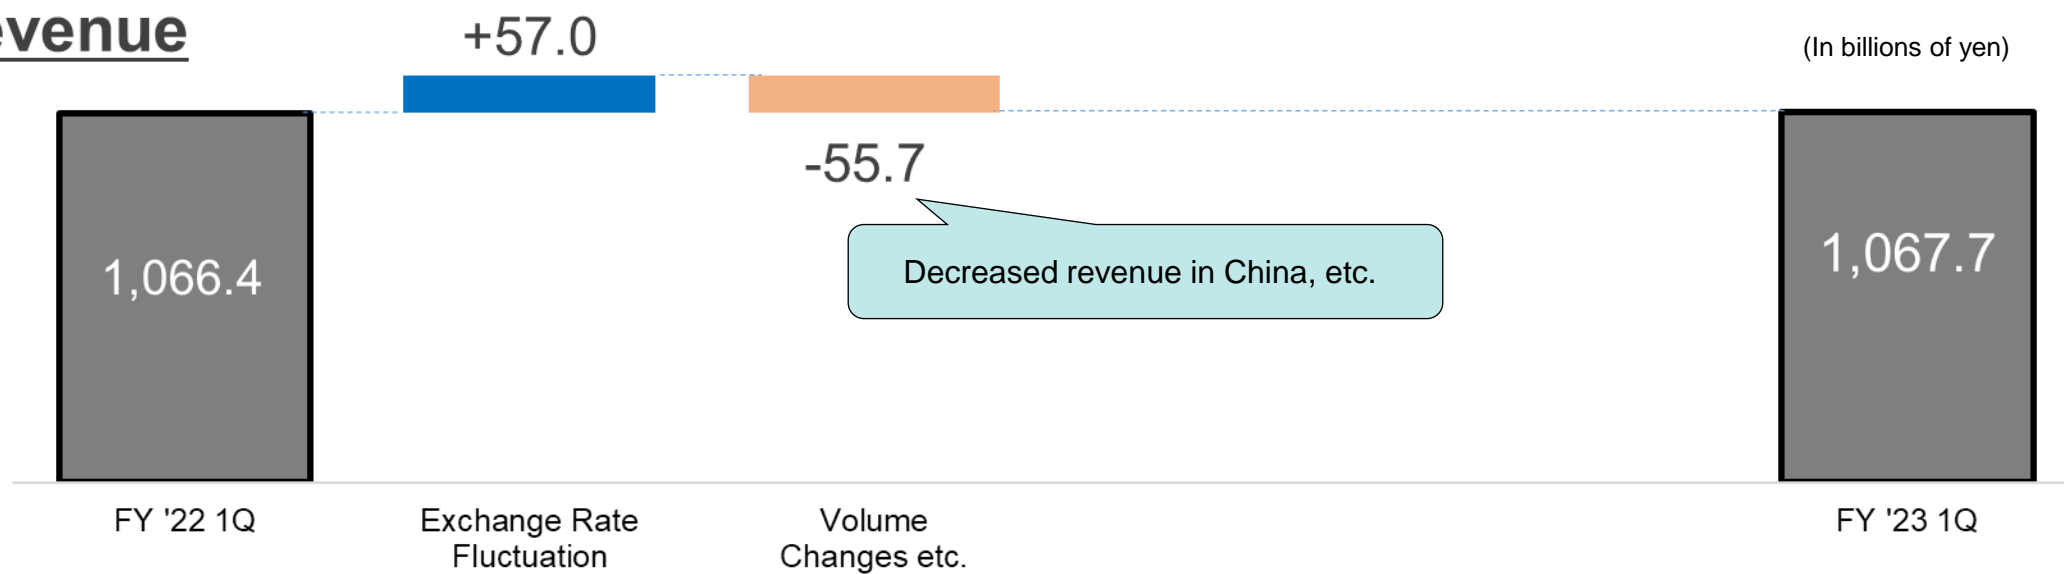 +57.0
(In billions of yen)
-55.7
Decreased revenue in China, etc.
1,066.4
1,067.7
FY '22 1Q
Exchange Rate
Fluctuation
Volume
Changes etc.
FY '23 1Q